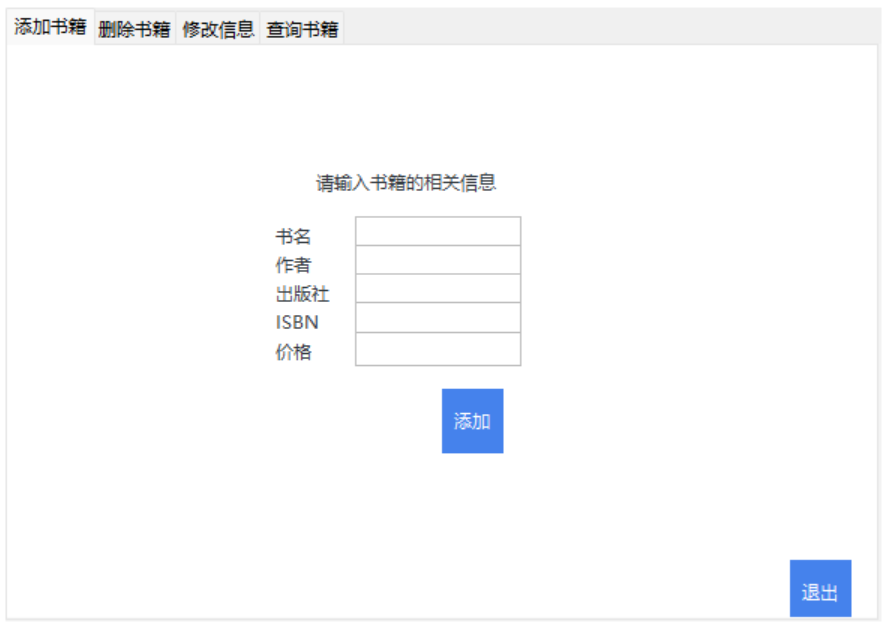 添加书籍 删除书籍 修改信息 查询书籍
请输入书籍的相关信息
书名
作者
出版社
ISBN
价格
添加
退出